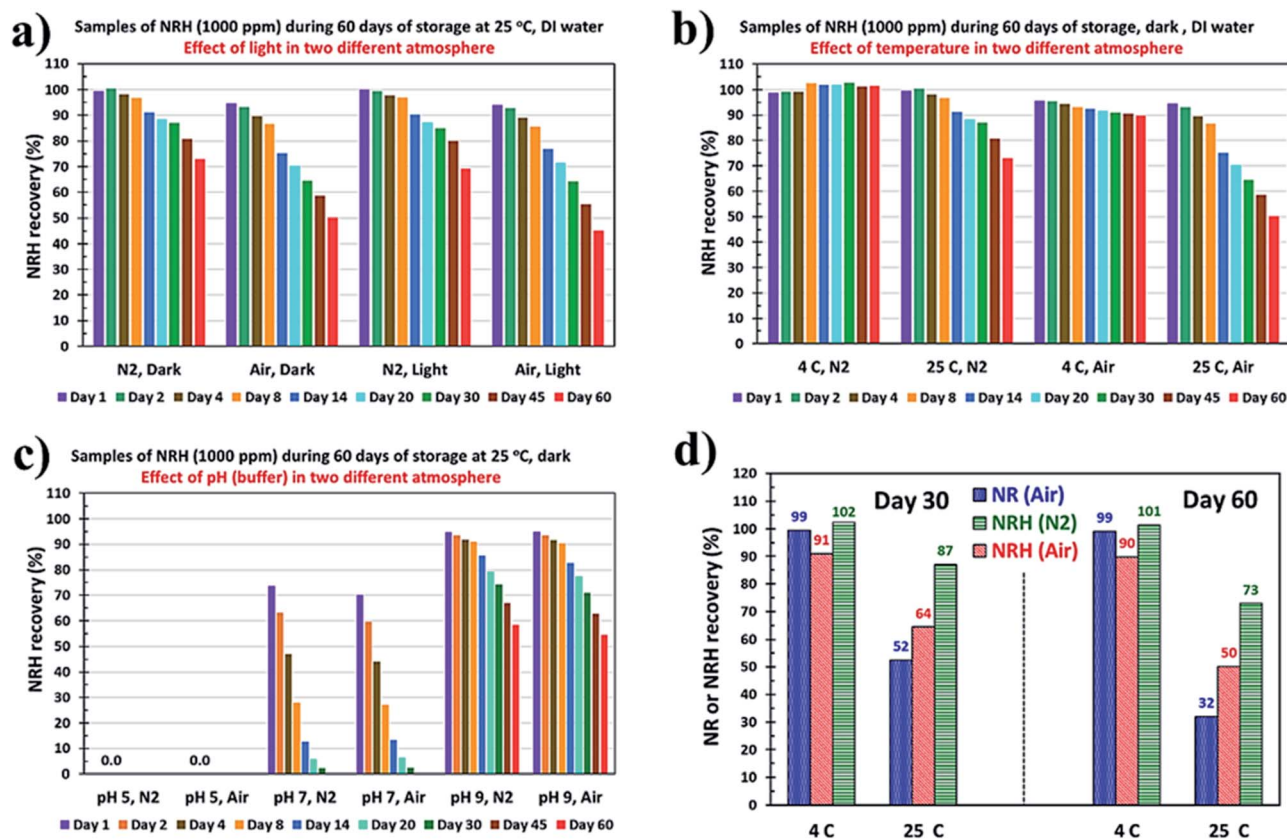 a)
Samples of NRH (1000 ppm) during 60 days of storage at 25 °C, DI water
Effect of light in two different atmosphere
NRH recovery (%)
110
100
90
80
70
60
50
40
30
20
10
0
N2, Dark Air, Dark N2, Light Air, Light
Day 1 Day 2 Day 4 Day 8 Day 14 Day 20 Day 30 Day 45 Day 60
b)
Samples of NRH (1000 ppm) during 60 days of storage, dark , DI water
Effect of temperature in two different atmosphere
NRH recovery (%)
110
100
90
80
70
60
50
40
30
20
10
0
4 C, N2 25 C, N2 4 C, Air 25 C, Air
Day 1 Day 2 Day 4 Day 8 Day 14 Day 20 Day 30 Day 45 Day 60
c)
Samples of NRH (1000 ppm) during 60 days of storage at 25 °C, dark
Effect of pH (buffer) in two different atmosphere
NRH recovery (%)
110
100
90
80
70
60
50
40
30
20
10
0
0.0 0.0
pH 5, N2 pH 5, Air pH 7, N2 pH 7, Air pH 9, N2 pH 9, Air
Day 1 Day 2 Day 4 Day 8 Day 14 Day 20 Day 30 Day 45 Day 60
d)
NR or NRH recovery (%)
120
110
100
90
80
70
60
50
40
30
20
10
0
Day 30
NR (Air)
NRH (N2)
NRH (Air)
Day 60
99 91 102 52 64 87
99 90 101 32 50 73
4 C 25 C 4 C 25 C